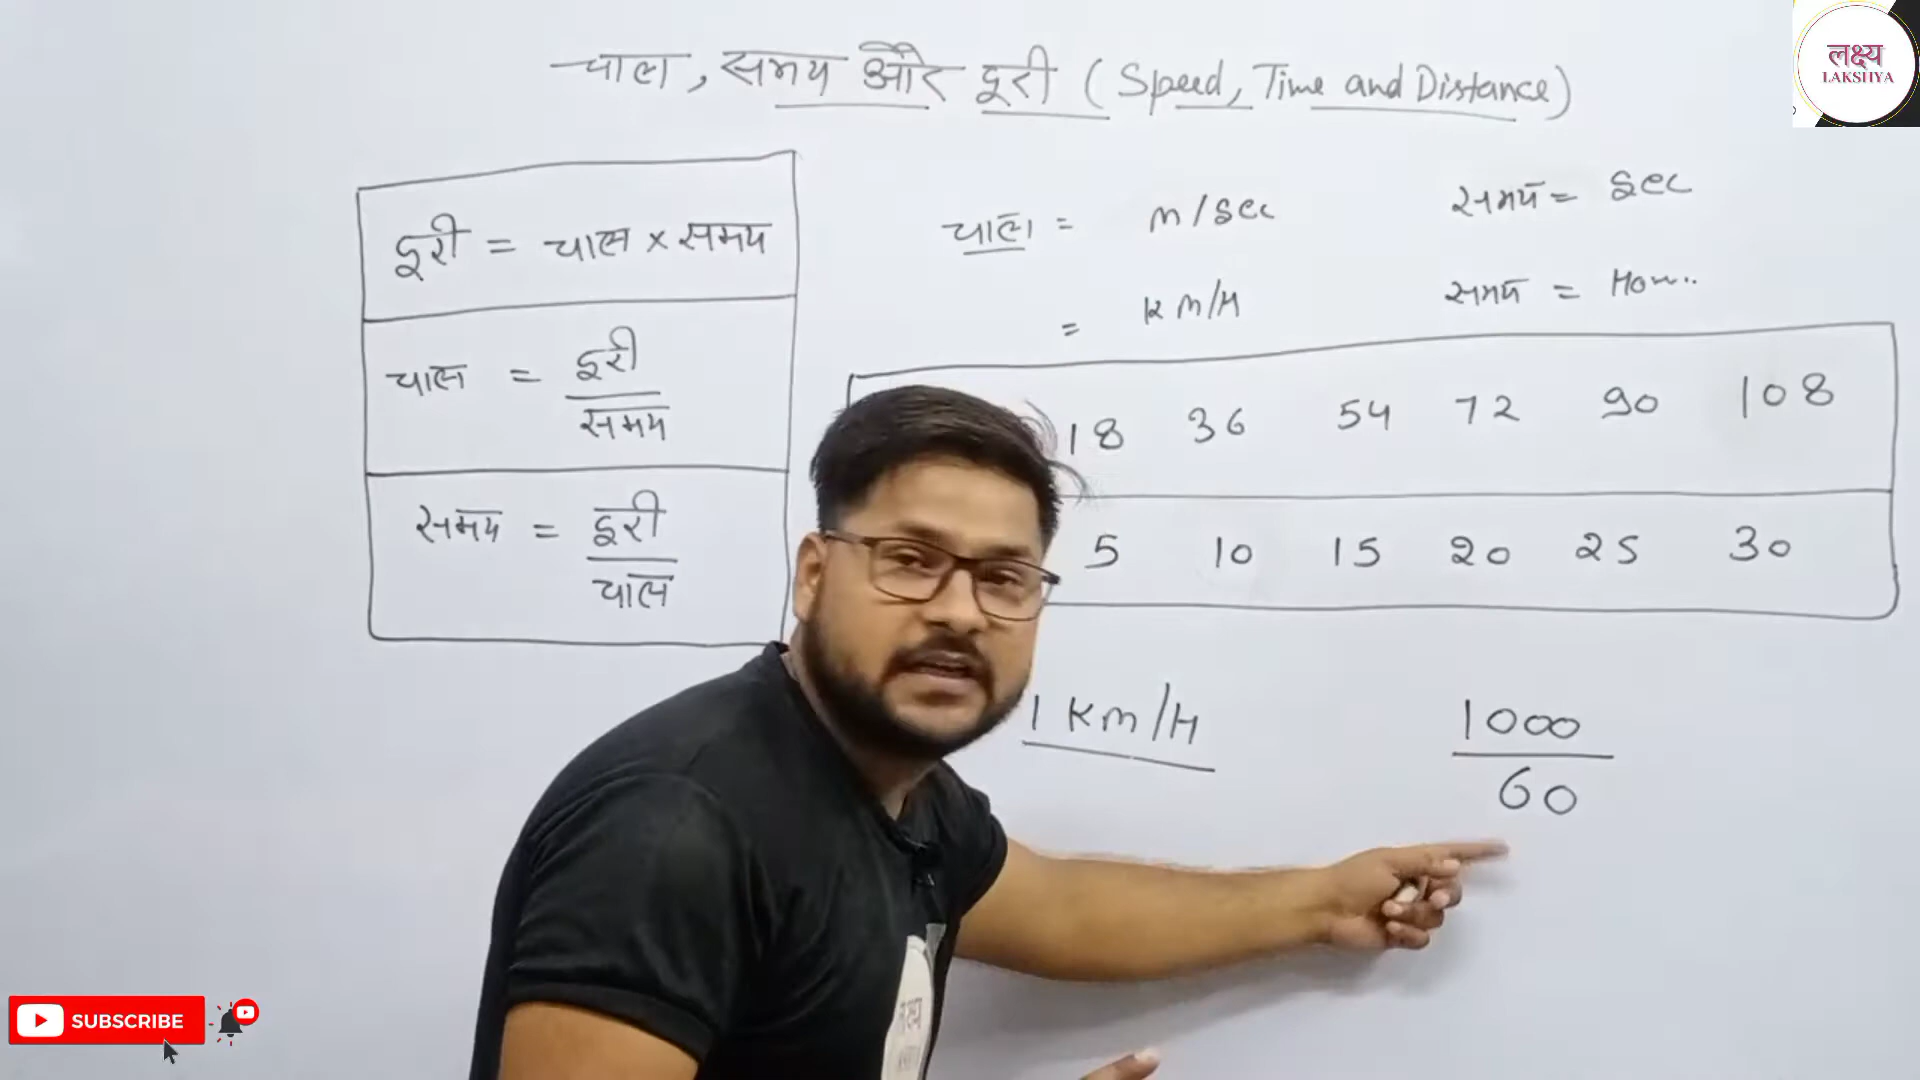 चाल, समय और दूरी (Speed, Time and Distance)
लक्ष्य
LAKSHYA
दूरी = चाल × समय
चाल = दूरी
समय
समय = दूरी
चाल
चाल = m/sec समय = sec
= km/H समय =
18 36 54 72 90 108
5 10 15 20 25 30
1 Km/H 1000
60
SUBSCRIBE